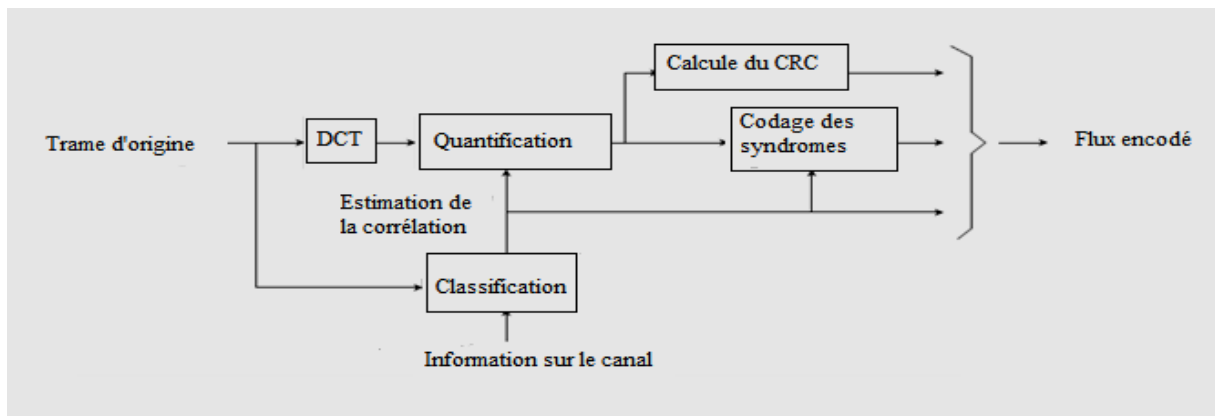 Calcule du CRC
Trame d'origine
DCT
Quantification
Codage des
syndromes
Flux encodé
Estimation de
la corrélation
Classification
Information sur le canal